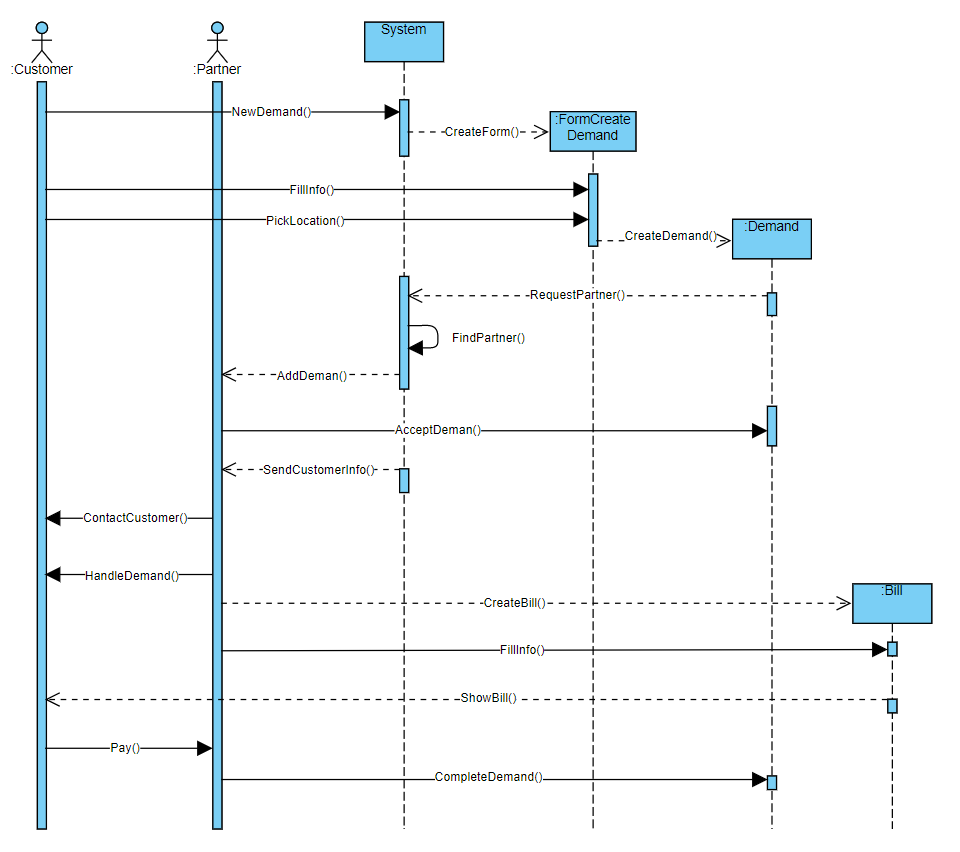 System
:Customer
:Partner
NewDemand()
:FormCreate
Demand
CreateForm()
FillInfo()
PickLocation()
:Demand
CreateDemand()
RequestPartner()
FindPartner()
AddDeman()
AcceptDeman()
SendCustomerInfo()
ContactCustomer()
HandleDemand()
:Bill
CreateBill()
FillInfo()
ShowBill()
Pay()
CompleteDemand()